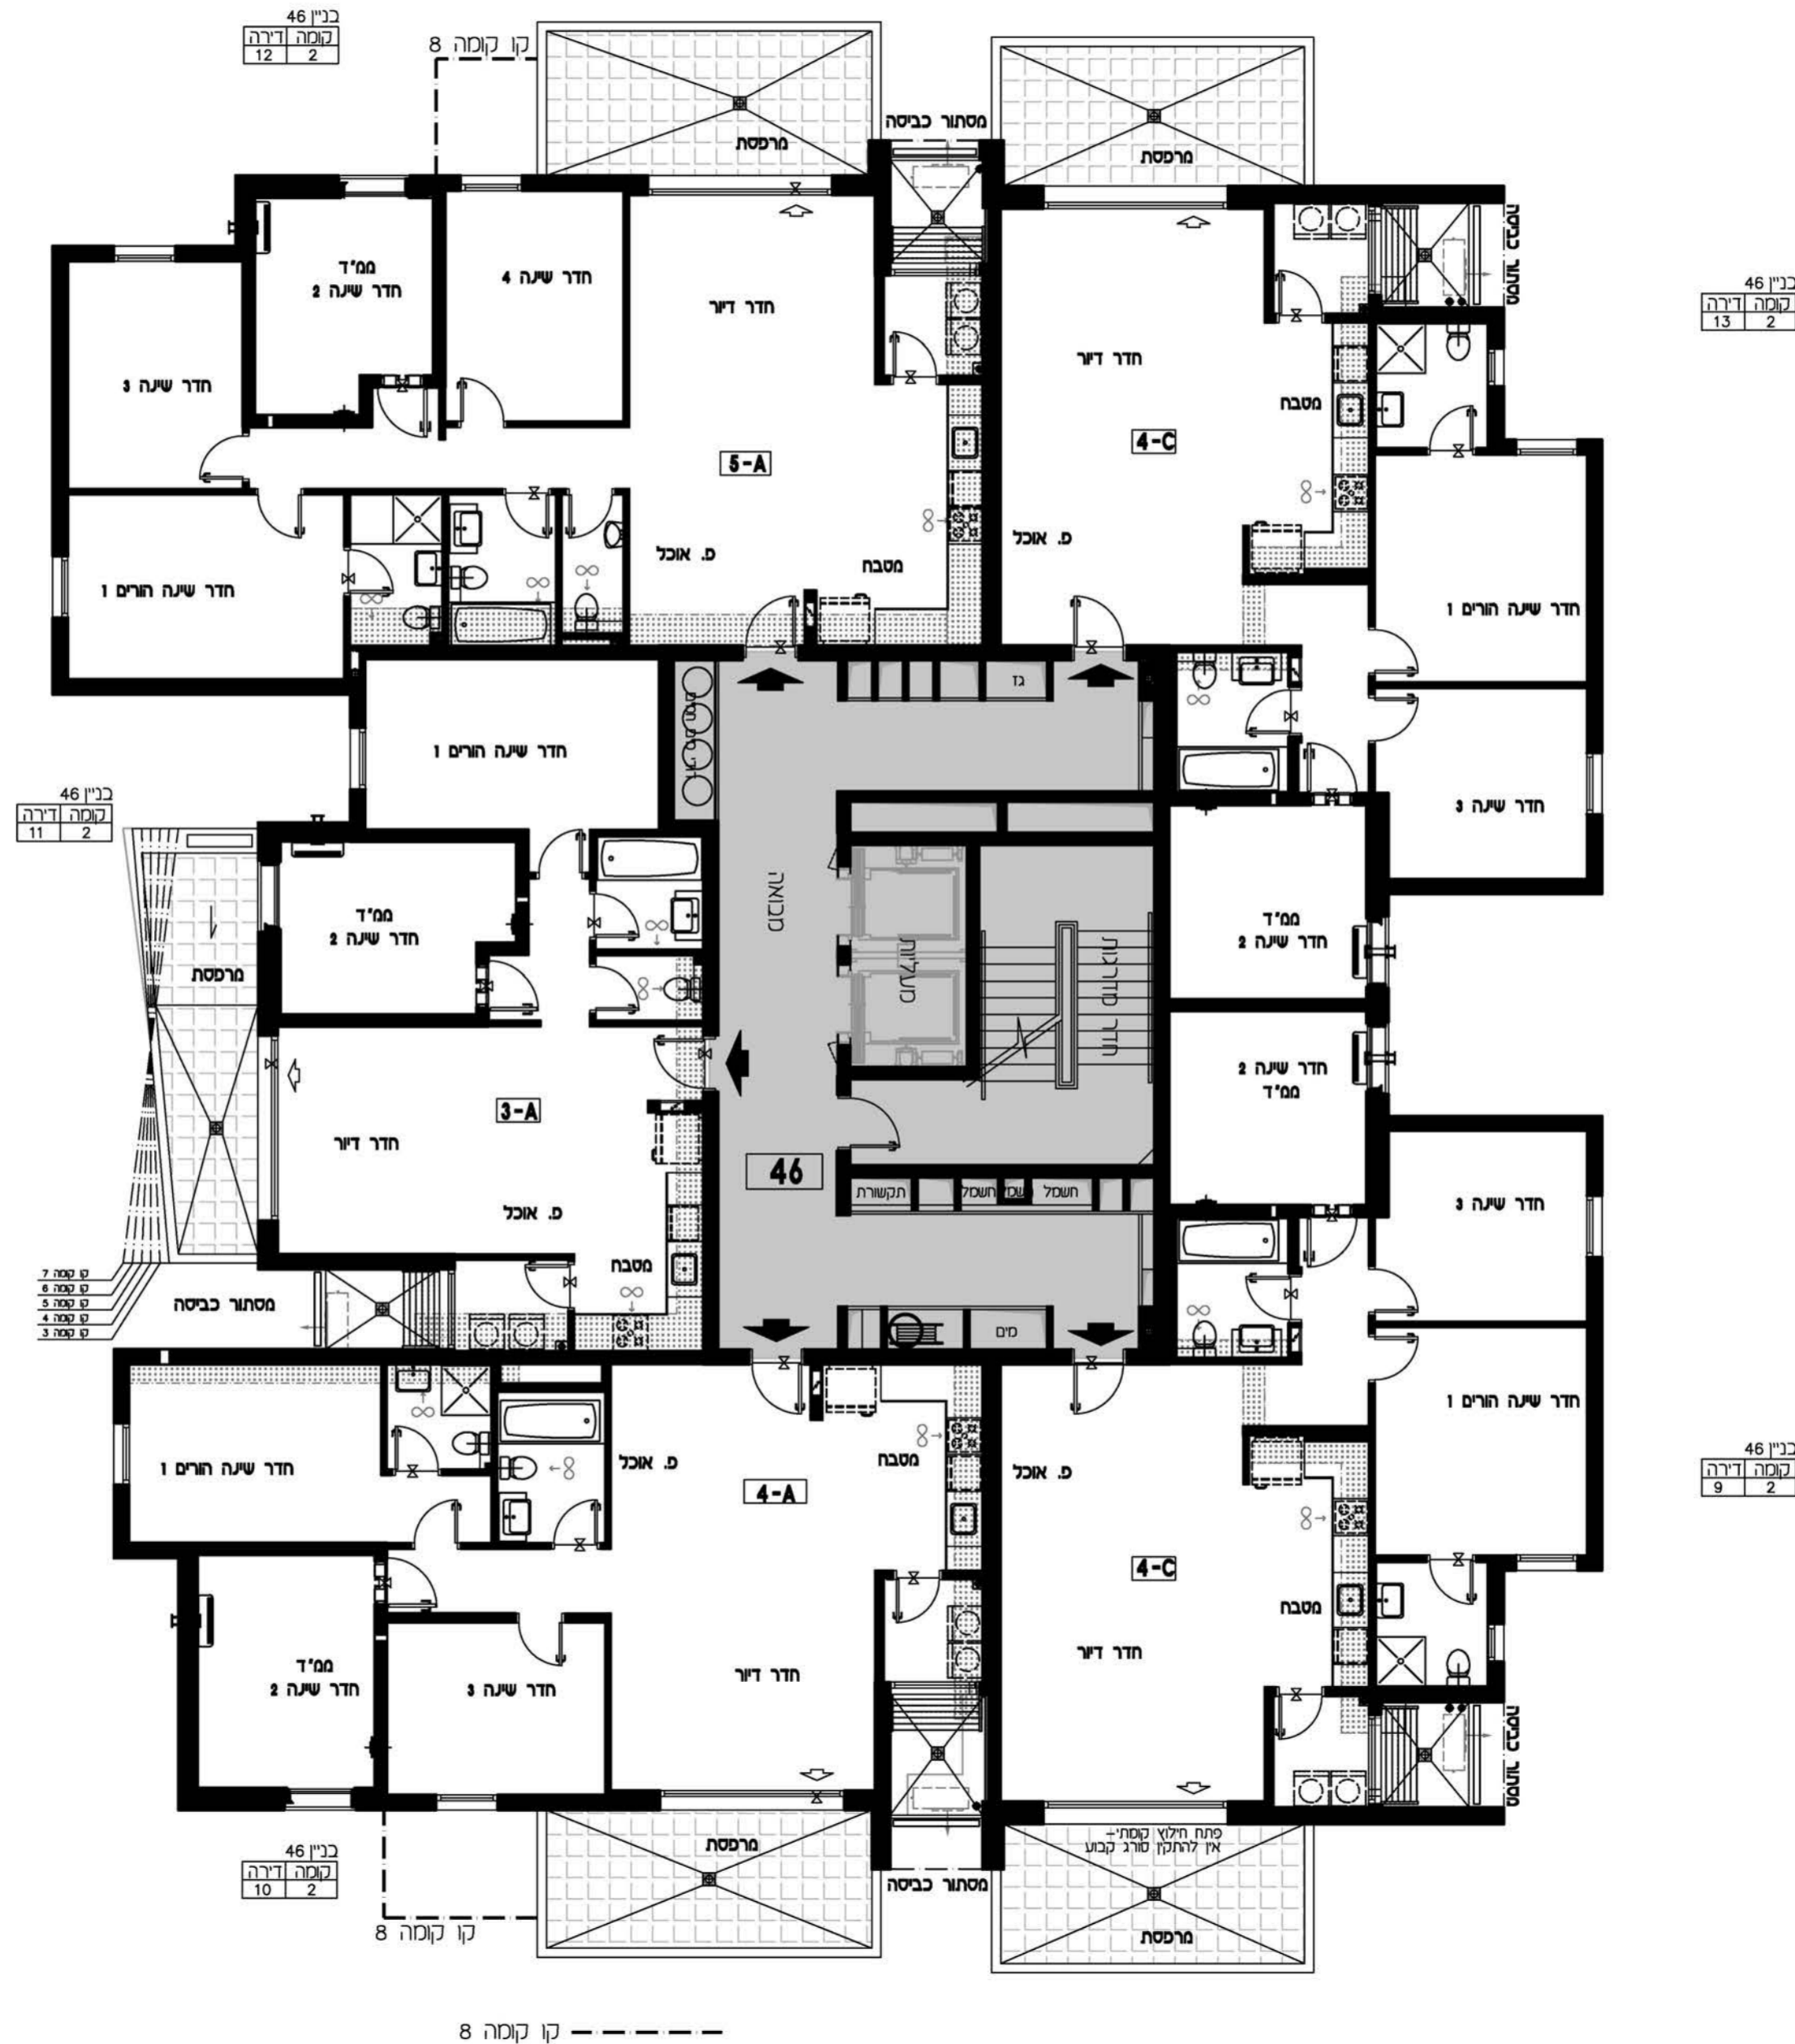 בניין 46
קומה דירה
2 12
קו קומה 8
מסתור כביסה
מרפסת
מרפסת
מסתור כביסה
בניין 46
קומה דירה
2 13
ממ"ד
חדר שינה 2
חדר שינה 4
חדר דיור
חדר שינה 3
חדר דיור
מטבח
5-A
4-C
פ. אוכל
מטבח
פ. אוכל
חדר שינה הורים 1
חדר שינה הורים 1
גז
חדר שינה הורים 1
בניין 46
קומה דירה
2 11
חדר שינה 3
מבואה
ממ"ד
חדר שינה 2
מרפסת
מעליות
חדר מדרגות
ממ"ד
חדר שינה 2
חדר שינה 2
ממ"ד
3-A
חדר דיור
46
תקשורת
חשמל
חשמל
חדר שינה 3
פ. אוכל
מטבח
קו קומה 7
קו קומה 6
קו קומה 5
קו קומה 4
קו קומה 3
מסתור כביסה
מים
חדר שינה הורים 1
חדר שינה הורים 1
פ. אוכל
מטבח
4-A
פ. אוכל
בניין 46
קומה דירה
2 9
4-C
מטבח
ממ"ד
חדר שינה 2
חדר שינה 3
חדר דיור
חדר דיור
מסתור כביסה
מרפסת
פתח חילוץ קומתי-
אין להתקין סורג קבוע
בניין 46
קומה דירה
2 10
מסתור כביסה
קו קומה 8
מרפסת
קו קומה 8